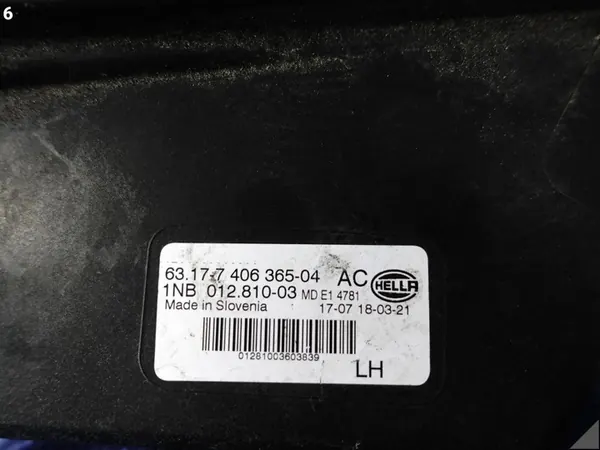 6
63.17-7 406 365-04 AC HELLA
1NB 012.810-03 MD E1 4781
Made in Slovenia 17-07 18-03-21
01281003603839
LH